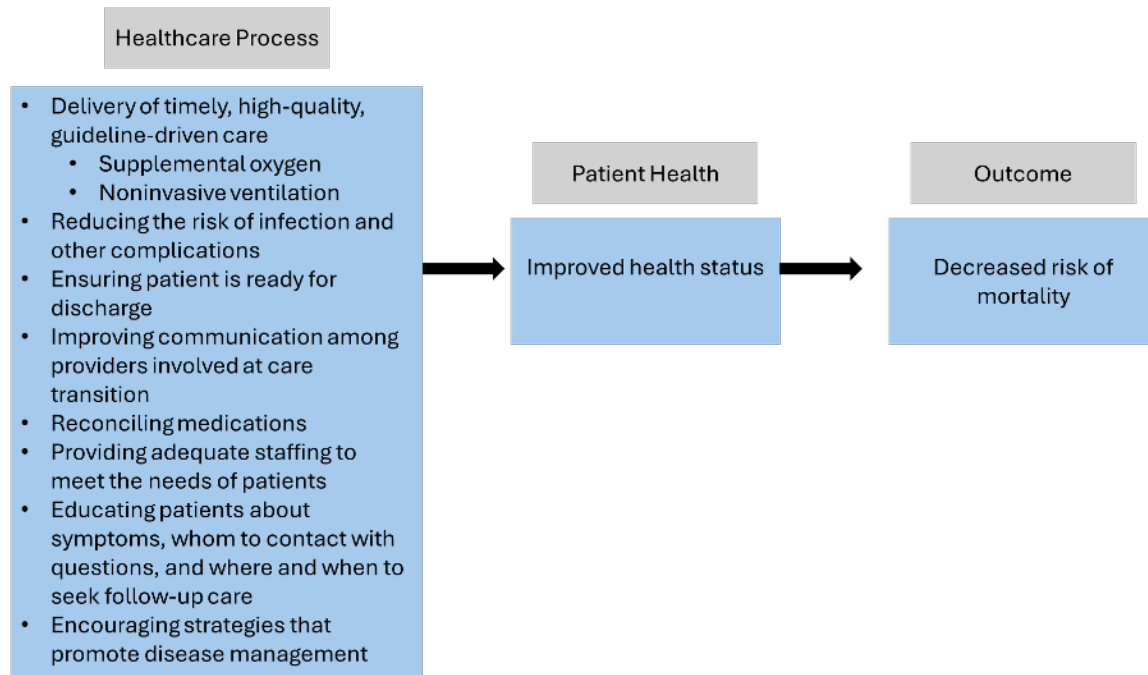 Healthcare Process
• Delivery of timely, high-quality,
guideline-driven care
• Supplemental oxygen
• Noninvasive ventilation
• Reducing the risk of infection and
other complications
• Ensuring patient is ready for
discharge
• Improving communication among
providers involved at care
transition
• Reconciling medications
• Providing adequate staffing to
meet the needs of patients
• Educating patients about
symptoms, whom to contact with
questions, and where and when to
seek follow-up care
• Encouraging strategies that
promote disease management
Patient Health
Improved health status
Outcome
Decreased risk of
mortality